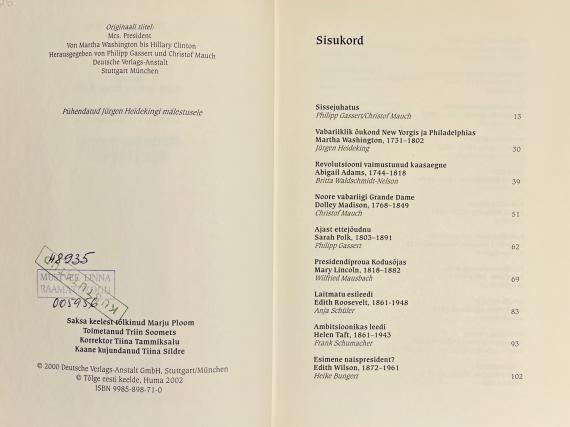 Originaali tiitel:
Mrs. President
Von Martha Washington bis Hillary Clinton
Herausgegeben von Philipp Gassert und Christof Mauch
Deutsche Verlags-Anstalt
Stuttgart München
Pühendatud Jürgen Heidekingi mälestusele
48935
MUSTVEE LINNA
RAAMATUKOGU
KUSTUTATUD
005956
Saksa keelest tõlkinud Marju Ploom
Toimetanud Triin Soomets
Korrektor Tiina Tammiksalu
Kaane kujundanud Tiina Sildre
© 2000 Deutsche Verlags-Anstalt GmbH, Stuttgart/München
© Tõlge eesti keelde, Huma 2002
ISBN 9985-898-71-0
Sisukord
Sissejuhatus
Philipp Gassert/Christof Mauch 13
Vabariiklik õukond New Yorgis ja Philadelphias
Martha Washington, 1731–1802
Jürgen Heideking 30
Revolutsiooni vaimustunud kaasaegne
Abigail Adams, 1744–1818
Britta Waldschmidt-Nelson 39
Noore vabariigi Grande Dame
Dolley Madison, 1768–1849
Christof Mauch 51
Ajast ettejõudnu
Sarah Polk, 1803–1891
Philipp Gassert 62
Presidendiproua Kodusõjas
Mary Lincoln, 1818–1882
Wilfried Mausbach 69
Laitmatu esileedi
Edith Roosevelt, 1861-1948
Anja Schüler 83
Ambitsioonikas leedi
Helen Taft, 1861–1943
Frank Schumacher 93
Esimene naispresident?
Edith Wilson, 1872–1961
Heike Bungert 102